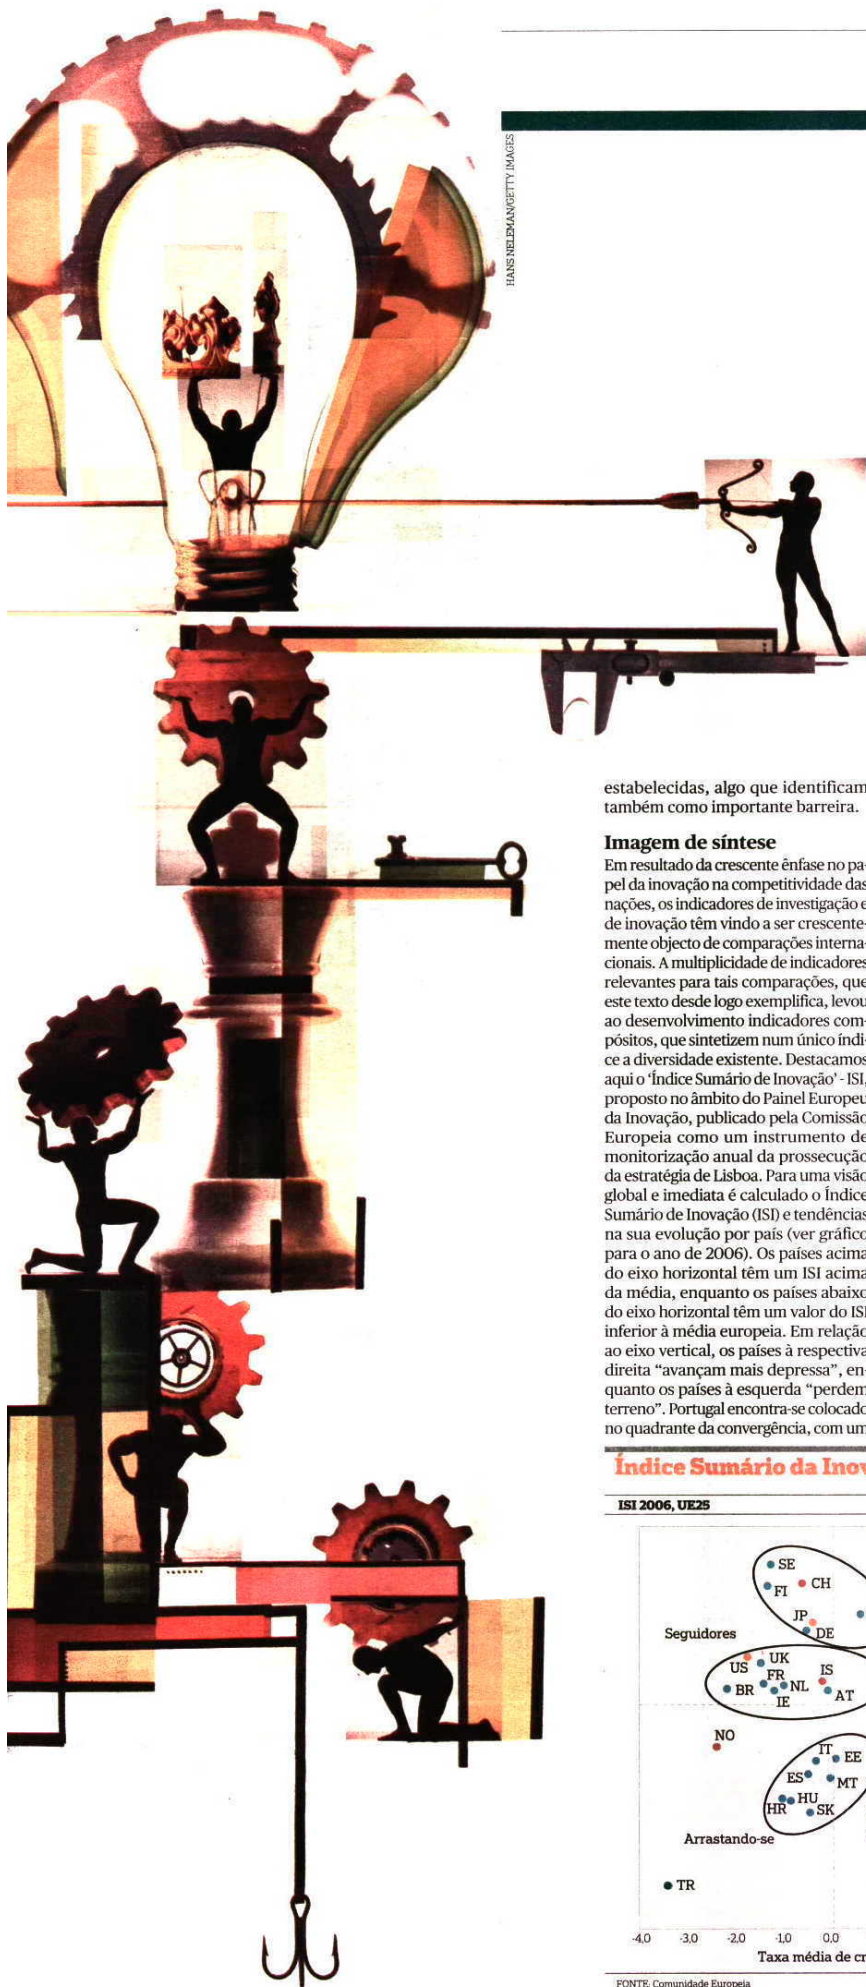 HANS NELEMAN/GETTY IMAGES
estabelecidas, algo que identificam
também como importante barreira.
Imagem de síntese
Em resultado da crescente ênfase no pa-
pel da inovação na competitividade das
nações, os indicadores de investigação e
de inovação têm vindo a ser crescente-
mente objecto de comparações interna-
cionais. A multiplicidade de indicadores
relevantes para tais comparações, que
este texto desde logo exemplifica, levou
ao desenvolvimento indicadores com-
pósitos, que sintetizem num único índi-
ce a diversidade existente. Destacamos
aqui o ‘Índice Sumário de Inovação’ - ISI,
proposto no âmbito do Painel Europeu
da Inovação, publicado pela Comissão
Europeia como um instrumento de
monitorização anual da prossecução
da estratégia de Lisboa. Para uma visão
global e imediata é calculado o Índice
Sumário de Inovação (ISI) e tendências
na sua evolução por país (ver gráfico
para o ano de 2006). Os países acima
do eixo horizontal têm um ISI acima
da média, enquanto os países abaixo
do eixo horizontal têm um valor do ISI
inferior à média europeia. Em relação
ao eixo vertical, os países à respectiva
direita “avançam mais depressa”, en-
quanto os países à esquerda “perdem
terreno”. Portugal encontra-se colocado
no quadrante da convergência, com um
Índice Sumário da Inov
ISI 2006, UE25
SE
FI CH
JP
DE
Seguidores
US UK
FR IS
BR NL
IE AT
NO
IT EE
ES MT
HR HU
SK
Arrastando-se
TR
-4,0 -3,0 -2,0 -1,0 0,0
Taxa média de cr
FONTE: Comunidade Europeia